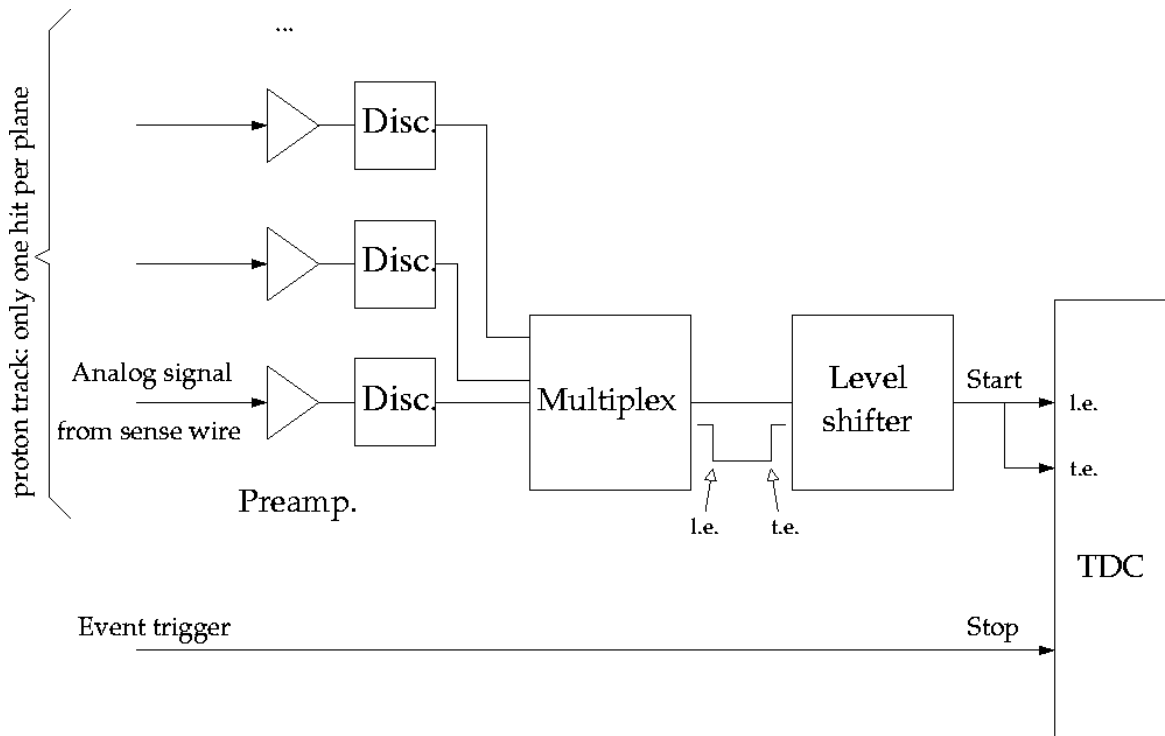 ...
proton track: only one hit per plane
Disc.
Disc.
Analog signal
from sense wire
Disc.
Preamp.
Multiplex
l.e.
t.e.
Level
shifter
Start
l.e.
t.e.
TDC
Event trigger
Stop